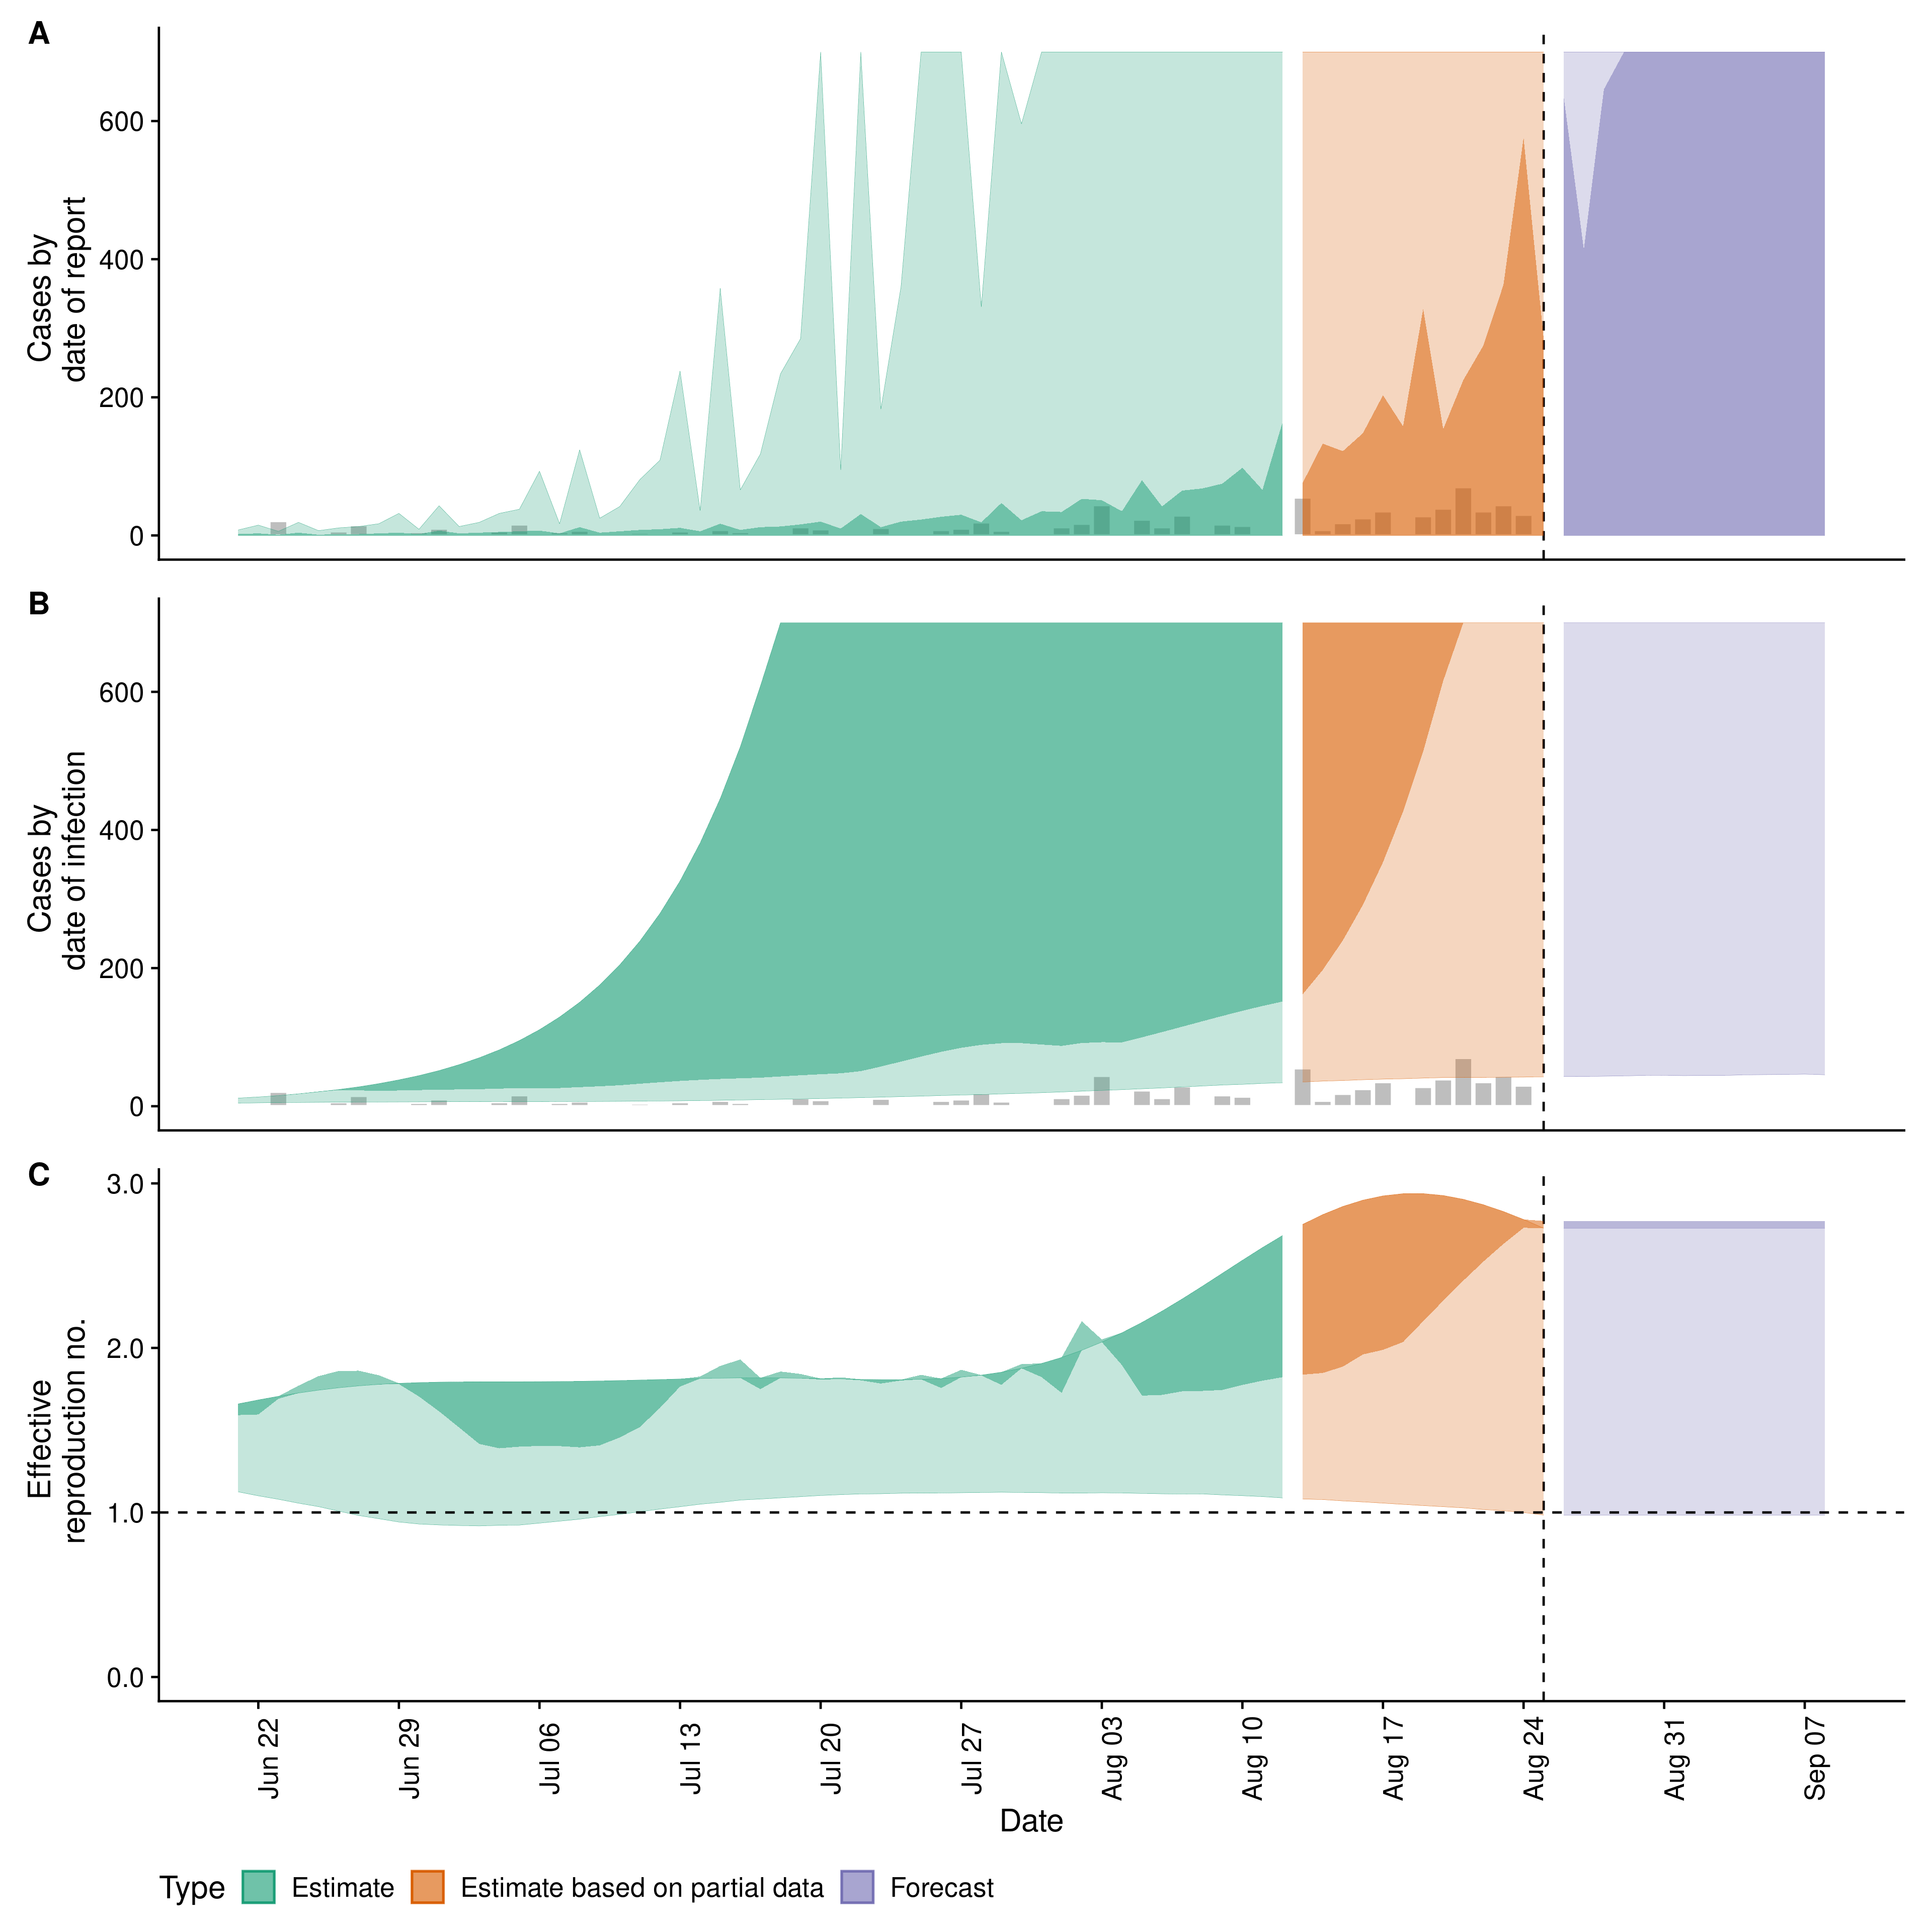 A
Cases by
date of report
600
400
200
0
B
Cases by
date of infection
600
400
200
0
C
Effective
reproduction no.
3.0
2.0
1.0
0.0
Jun 22
Jun 29
Jul 06
Jul 13
Jul 20
Jul 27
Aug 03
Aug 10
Aug 17
Aug 24
Aug 31
Sep 07
Date
Type Estimate Estimate based on partial data Forecast